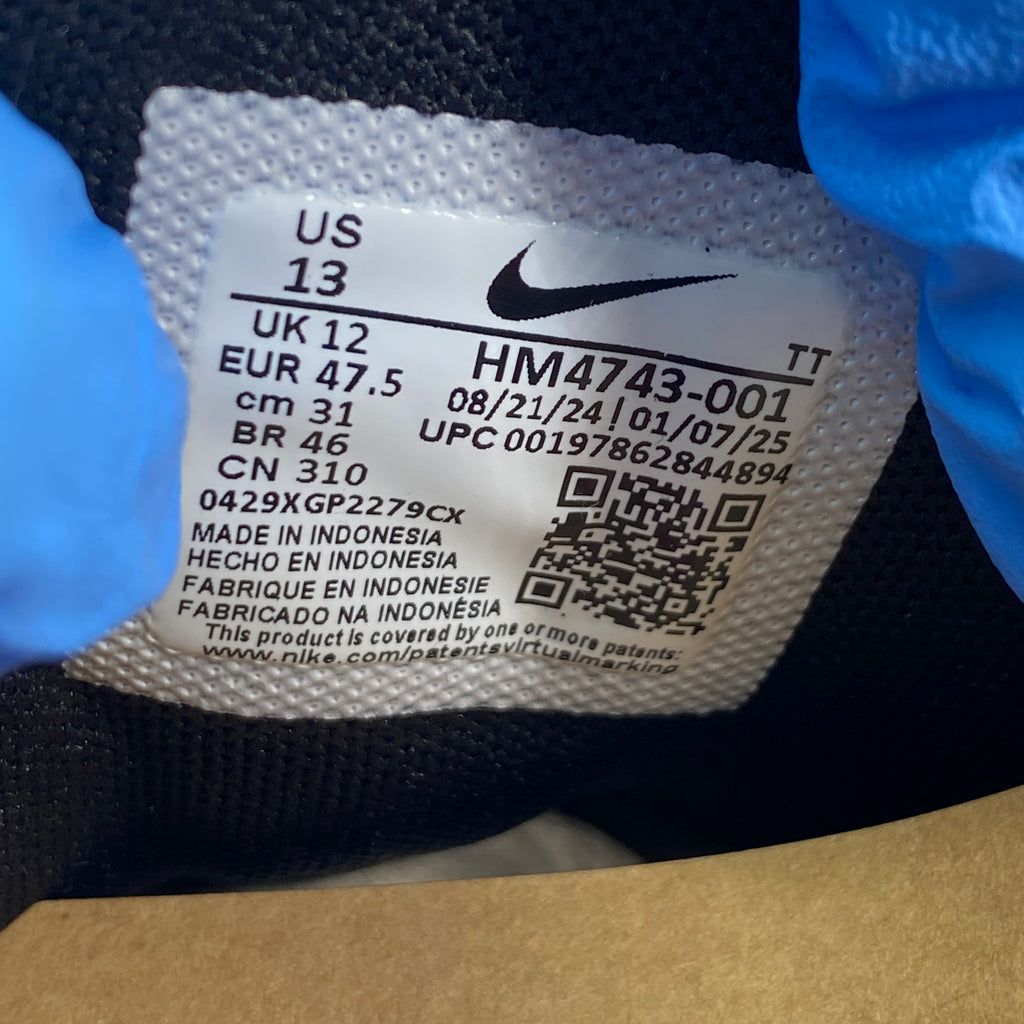 US
13
UK 12
EUR 47.5
cm 31
BR 46
CN 310
0429XGP2279CX
MADE IN INDONESIA
HECHO EN INDONESIA
FABRIQUE EN INDONESIE
FABRICADO NA INDONÉSIA
This product is covered by one or more patents:
www.nike.com/patentsvirtualmarking
TT
HM4743-001
08/21/24 ! 01/07/25
UPC 00197862844894